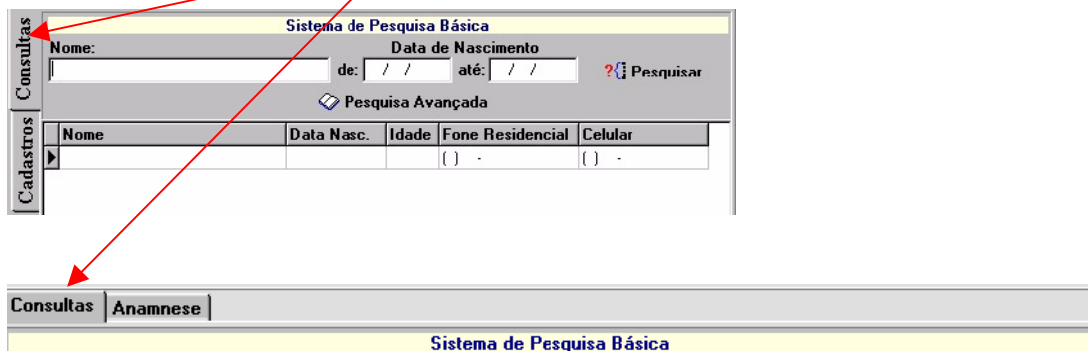 Sistema de Pesquisa Básica
Consultas
Cadastros
Nome:
Data de Nascimento
de: / / até: / / ?{ Pesquisar
Pesquisa Avançada
Nome Data Nasc. Idade Fone Residencial Celular
( ) - ( ) -
Consultas Anamnese
Sistema de Pesquisa Básica